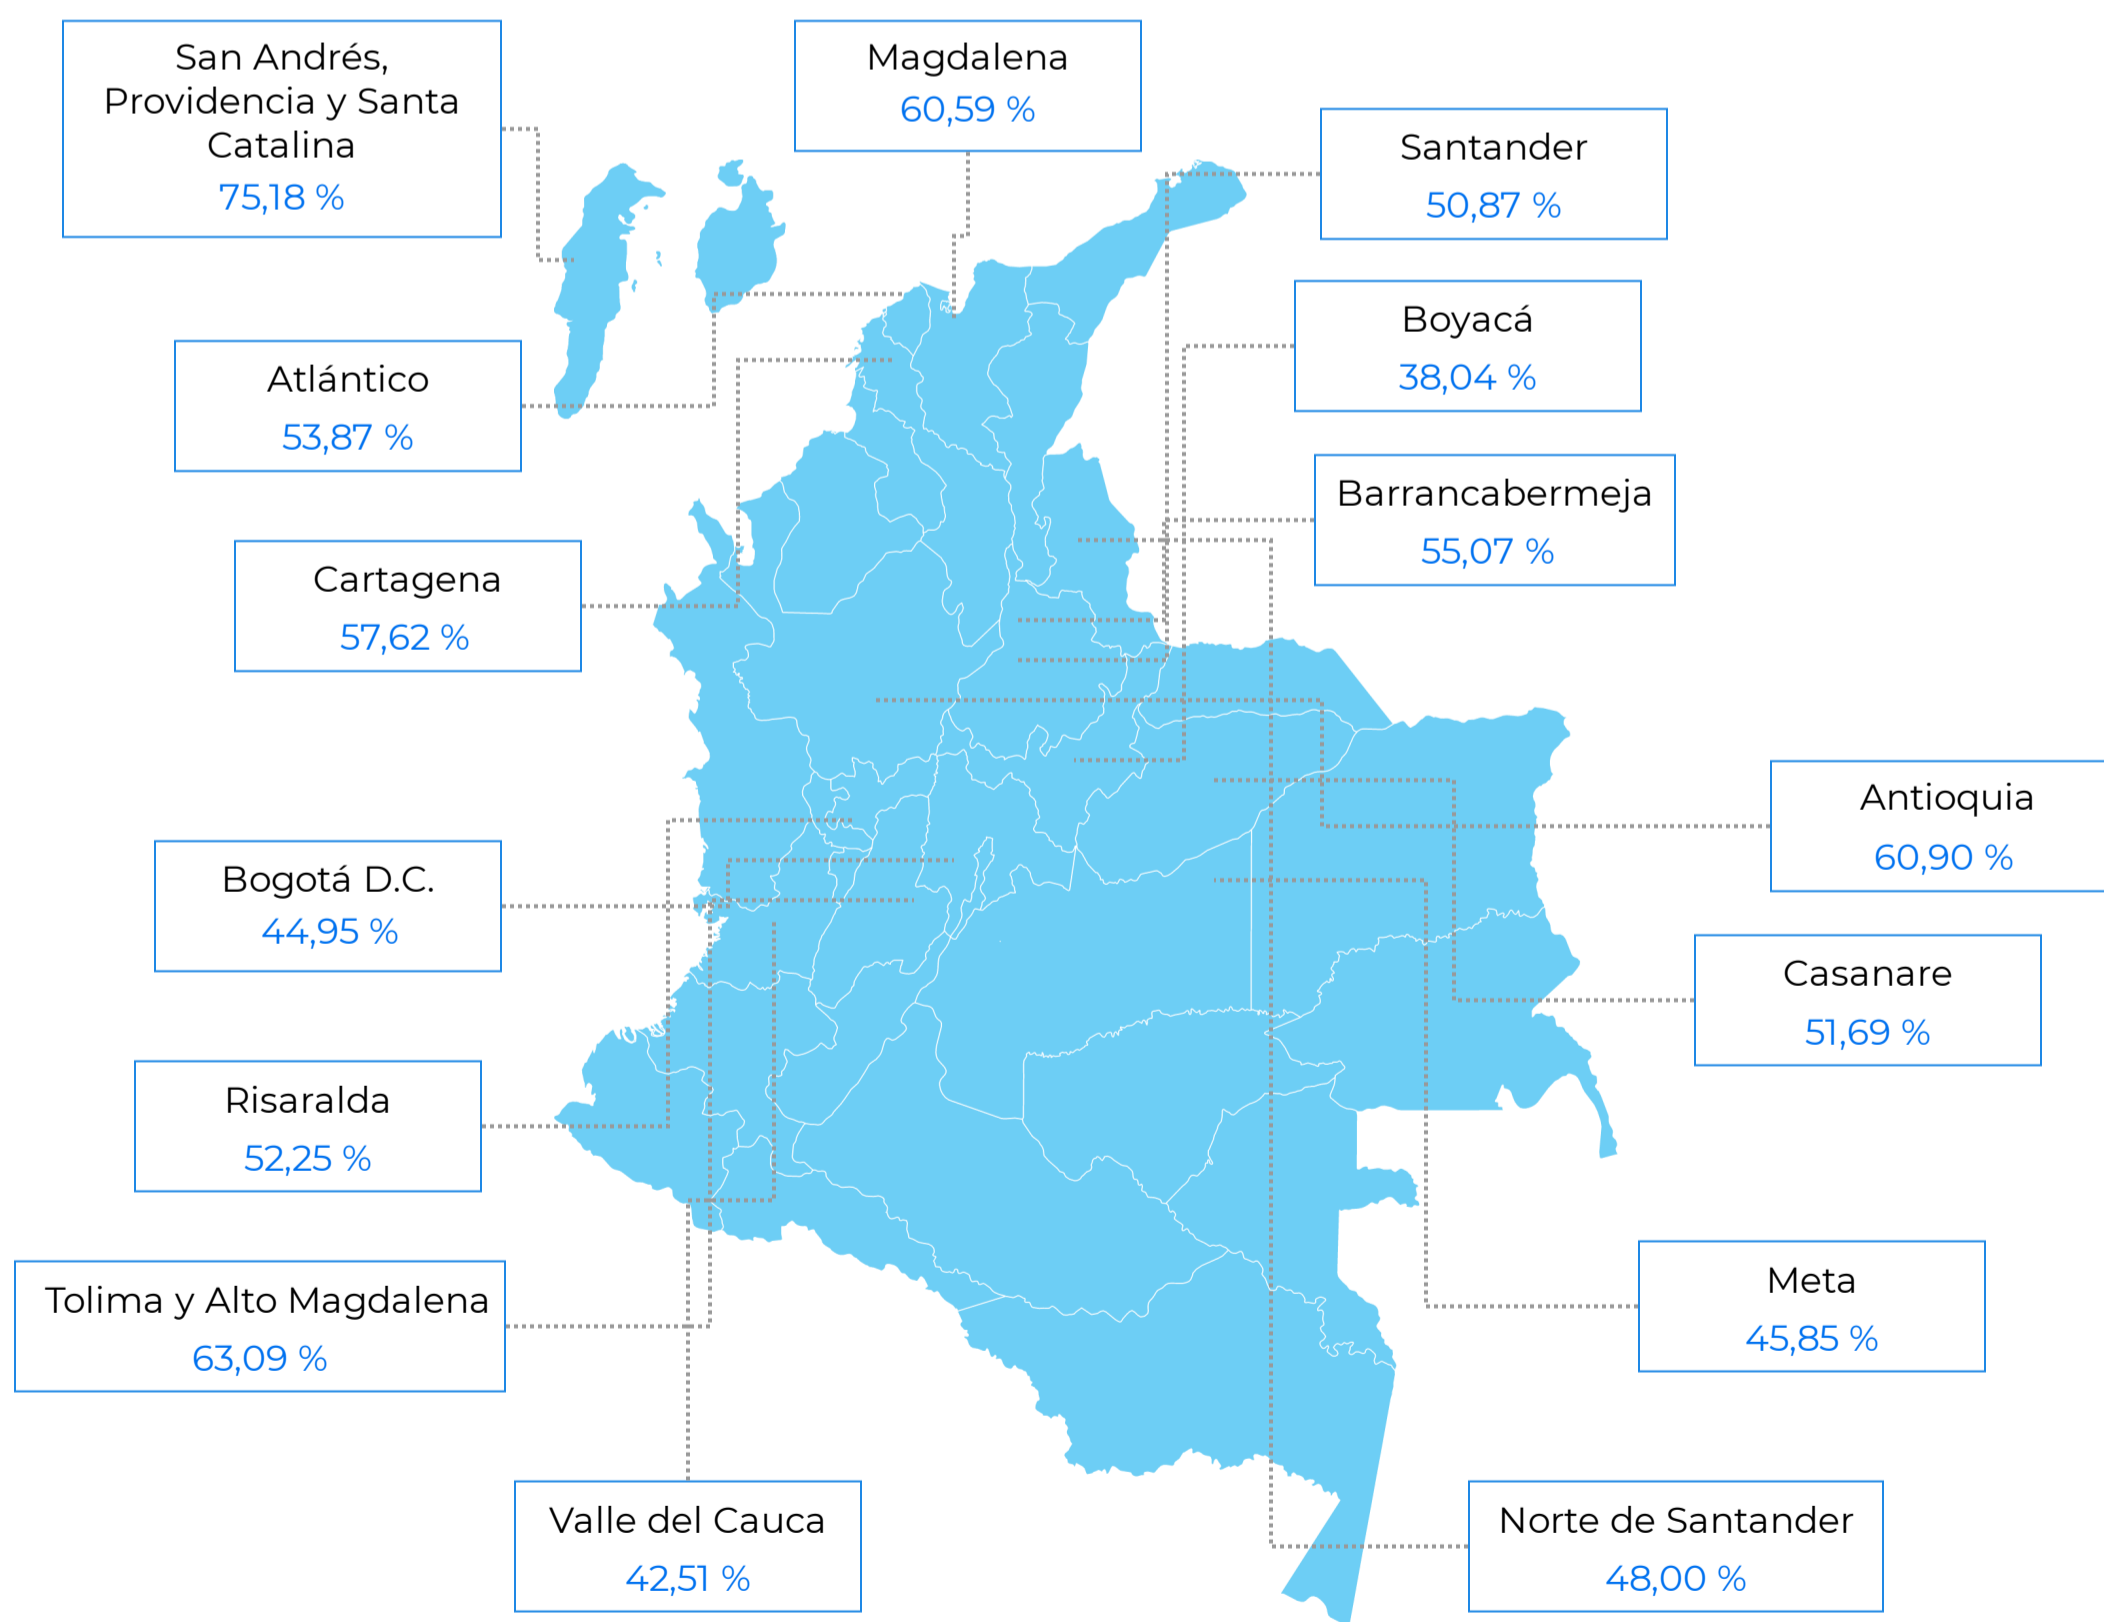 San Andrés,
Providencia y Santa
Catalina
75,18 %
Magdalena
60,59 %
Santander
50,87 %
Boyacá
38,04 %
Atlántico
53,87 %
Barrancabermeja
55,07 %
Cartagena
57,62 %
Antioquia
60,90 %
Bogotá D.C.
44,95 %
Casanare
51,69 %
Risaralda
52,25 %
Meta
45,85 %
Tolima y Alto Magdalena
63,09 %
Valle del Cauca
42,51 %
Norte de Santander
48,00 %